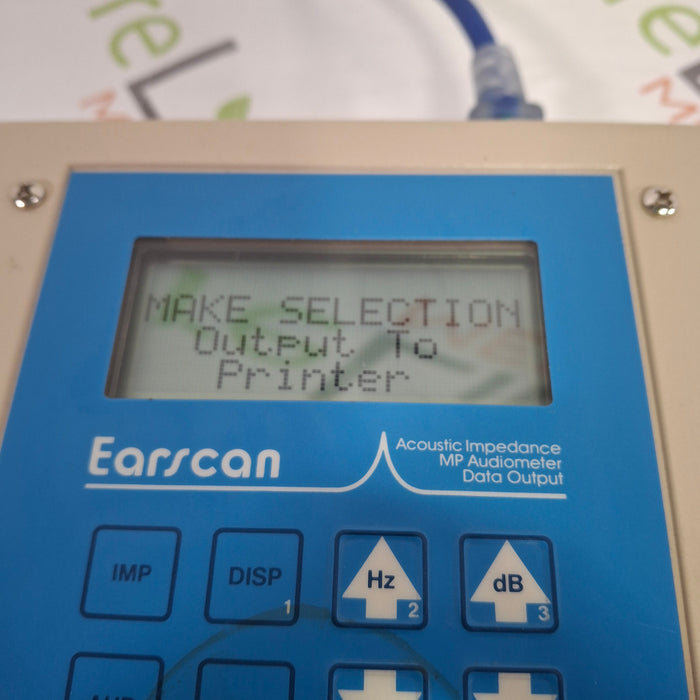 MAKE SELECTION
Output To
Printer
Earscan
Acoustic Impedance
MP Audiometer
Data Output
IMP
DISP 1
Hz 2
dB 3